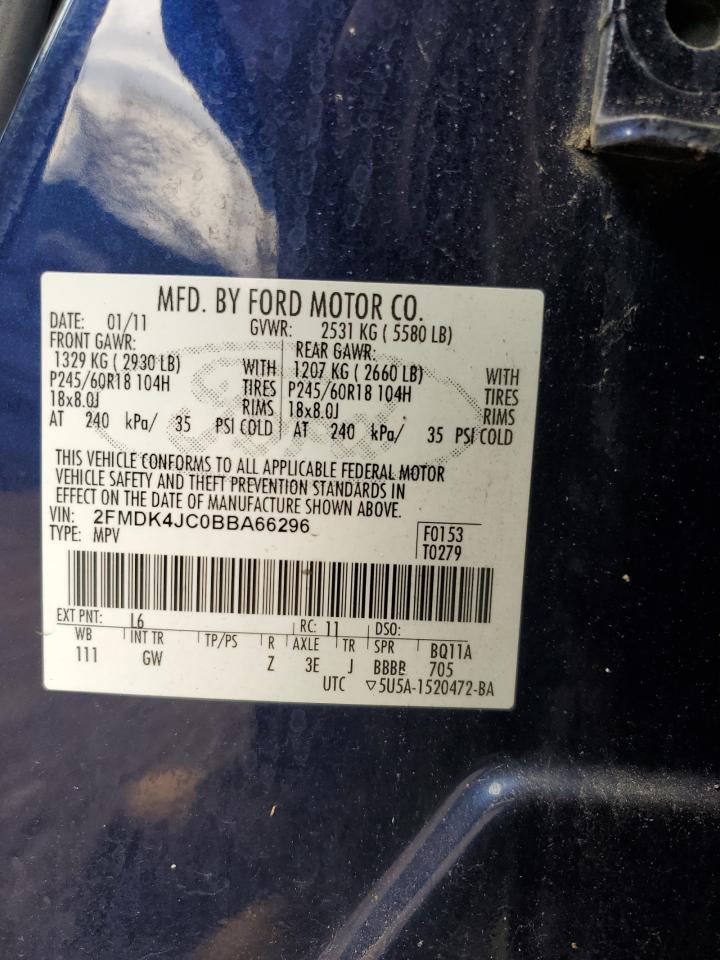 MFD. BY FORD MOTOR CO.
DATE: 01/11 GVWR: 2531 KG ( 5580 LB)
FRONT GAWR: REAR GAWR:
1329 KG ( 2930 LB) WITH 1207 KG ( 2660 LB) WITH
P245/60R18 104H TIRES P245/60R18 104H TIRES
18x8.0J RIMS 18x8.0J RIMS
AT 240 kPa/ 35 PSI COLD AT 240 kPa/ 35 PSI COLD
THIS VEHICLE CONFORMS TO ALL APPLICABLE FEDERAL MOTOR
VEHICLE SAFETY AND THEFT PREVENTION STANDARDS IN
EFFECT ON THE DATE OF MANUFACTURE SHOWN ABOVE.
VIN: 2FMDK4JC0BBA66296 F0153
TYPE: MPV T0279
EXT PNT: L6 RC: 11 DSO:
WB INT TR TP/PS R AXLE TR SPR BQ11A
111 GW Z 3E J BBBB 705
UTC ▽5U5A-1520472-BA
Ford